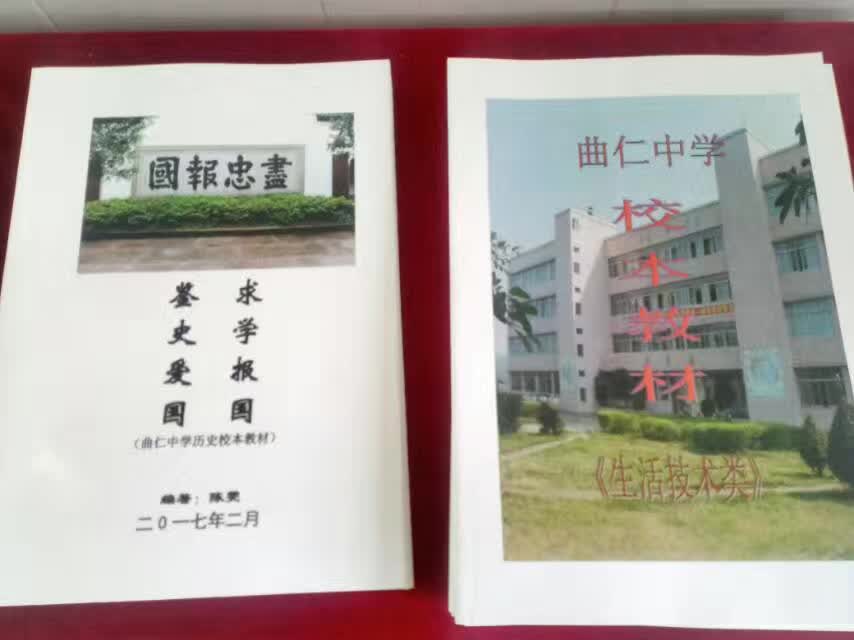 國報忠盡
鉴史爱国
求学报国
（曲仁中学历史校本教材）
编著：陈雯
二0一七年二月
曲仁中学
校本教材
《生活技术类》